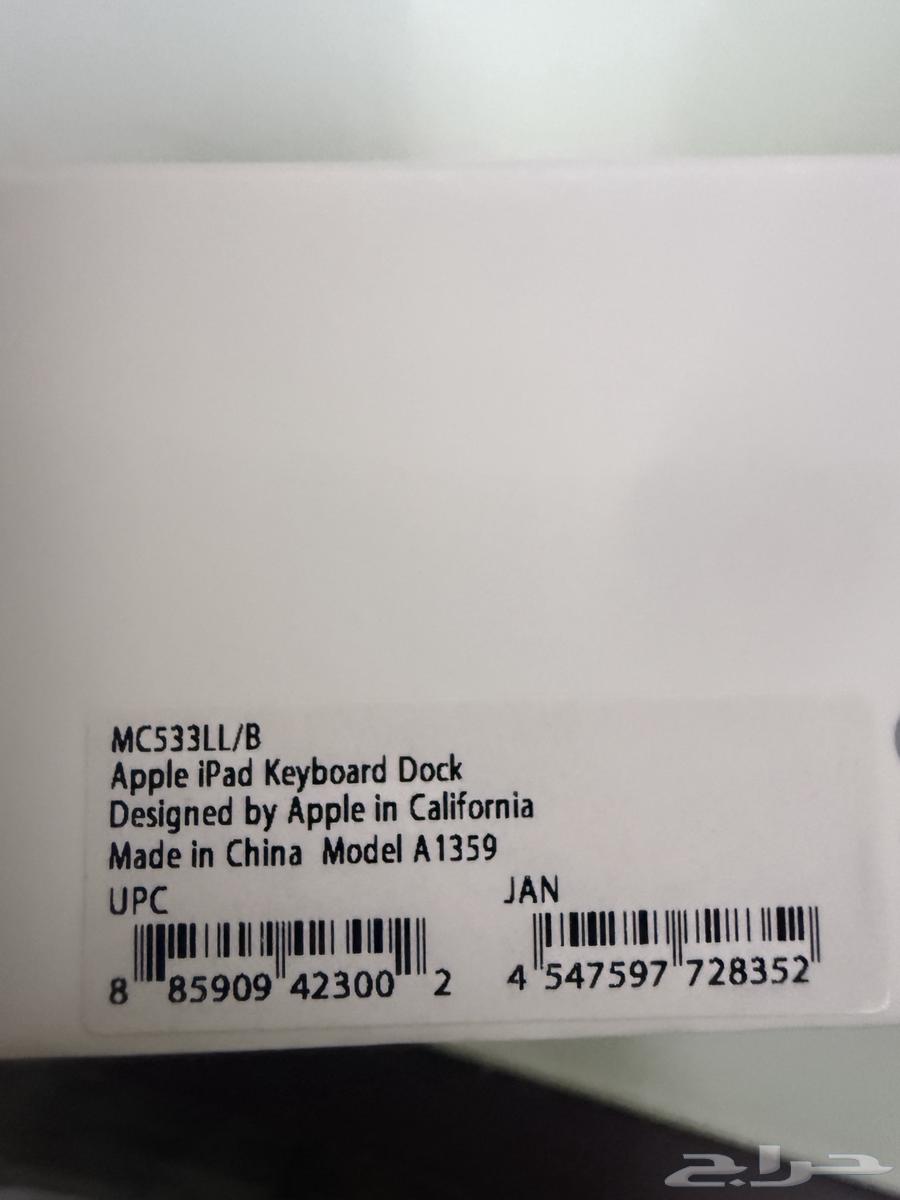 MC533LL/B
Apple iPad Keyboard Dock
Designed by Apple in California
Made in China  Model A1359
UPC JAN
8 85909 42300 2 4 547597 728352
حراج